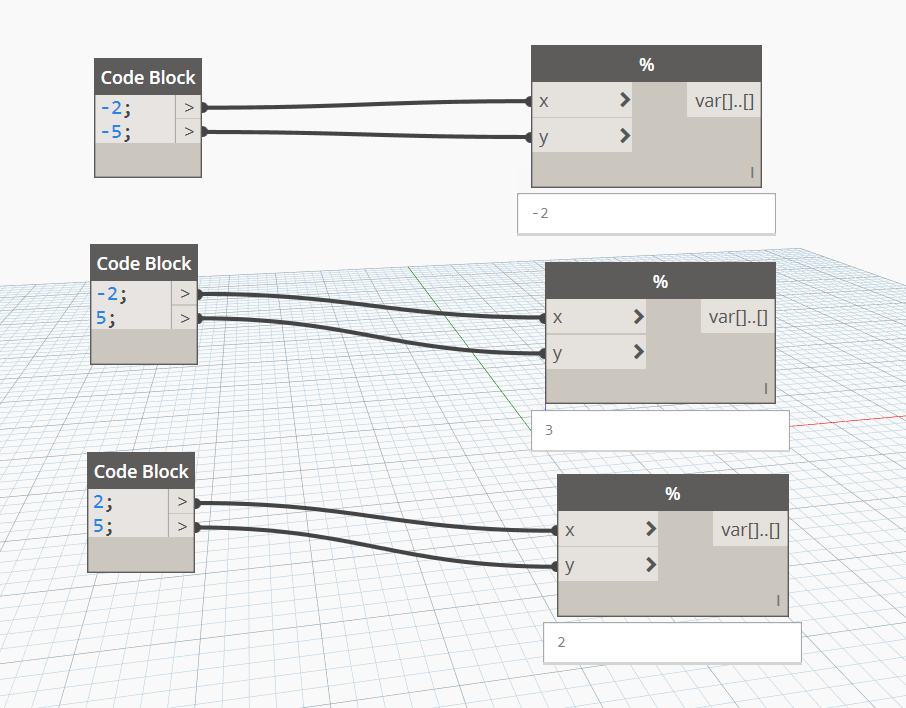 Code Block
-2; >
-5; >
%
x > var[]..[]
y >
l
-2
Code Block
-2; >
5; >
%
x > var[]..[]
y >
l
3
Code Block
2; >
5; >
%
x > var[]..[]
y >
l
2